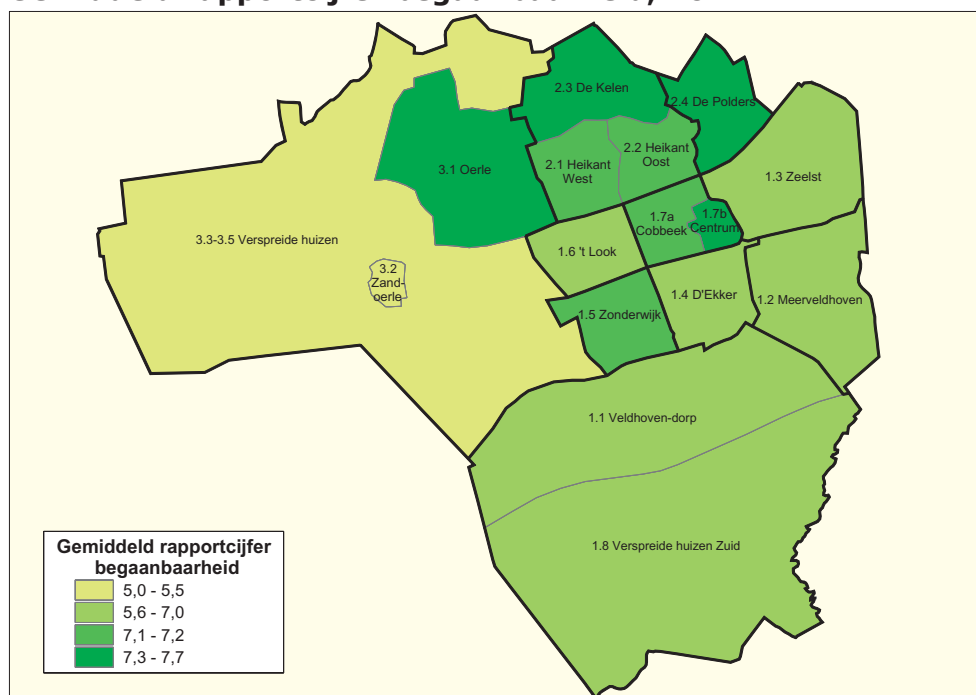 2.3 De Kelen
2.4 De Polders
2.2 Heikant
Oost
2.1 Heikant
West
3.1 Oerle
1.3 Zeelst
1.7a
Cobbeek
1.7b
Centrum
3.3-3.5 Verspreide huizen
1.6 't Look
3.2
Zand-
oerle
1.4 D'Ekker
1.2 Meerveldhoven
1.5 Zonderwijk
1.1 Veldhoven-dorp
1.8 Verspreide huizen Zuid
Gemiddeld rapportcijfer
begaanbaarheid
5,0 - 5,5
5,6 - 7,0
7,1 - 7,2
7,3 - 7,7